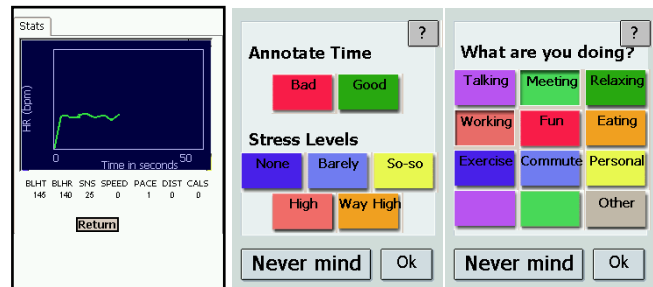 Stats
HR (bpm)
0
50
Time in seconds
BLHT BLHR SNS SPEED PACE DIST CALS
145 140 25 0 1 0 0
Return
?
Annotate Time
Bad Good
Stress Levels
None Barely So-so
High Way High
Never mind Ok
?
What are you doing?
Talking Meeting Relaxing
Working Fun Eating
Exercise Commute Personal
Other
Never mind Ok